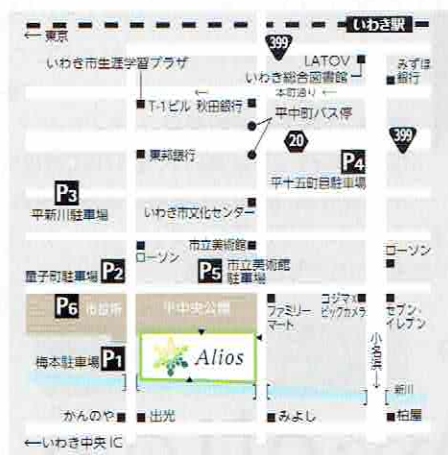 いわき駅
← 東京
399
LATOV
いわき総合図書館
みずほ
銀行
いわき市生涯学習プラザ
←
本町通り ←
T-1ビル 秋田銀行
平中町バス停
399
20
東邦銀行
P4
平十五町目駐車場
P3
平新川駐車場
いわき市文化センター
ローソン
市立美術館
ローソン
童子町駐車場 P2
P5 市立美術館
駐車場
P6 市役所
平中央公園
ファミリー
マート
コジマ×
ビックカメラ
セブン-
イレブン
梅本駐車場 P1
Alios
小名浜
↓
新川
かんのや
出光
みよし
柏屋
←いわき中央 IC